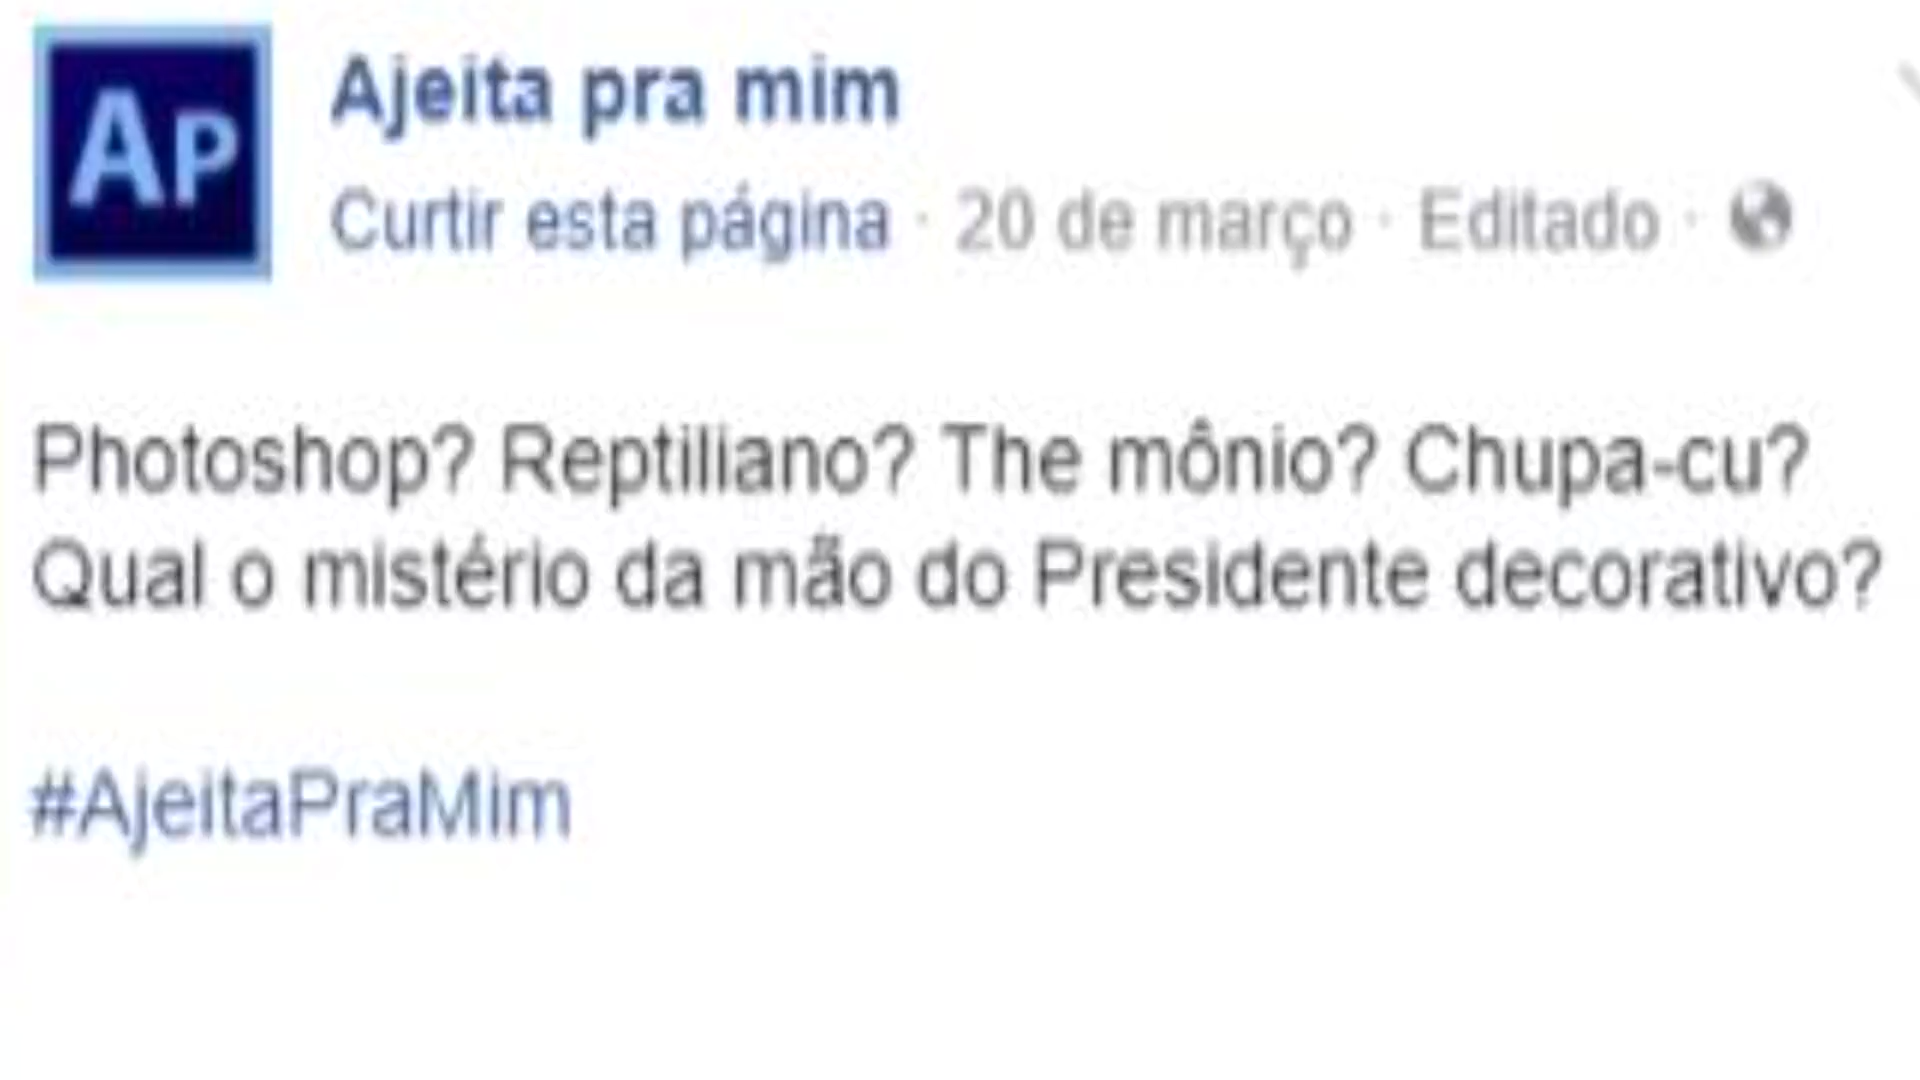 AP
Ajeita pra mim
Curtir esta página · 20 de março · Editado ·
Photoshop? Reptiliano? The mônio? Chupa-cu?
Qual o mistério da mão do Presidente decorativo?
#AjeitaPraMim